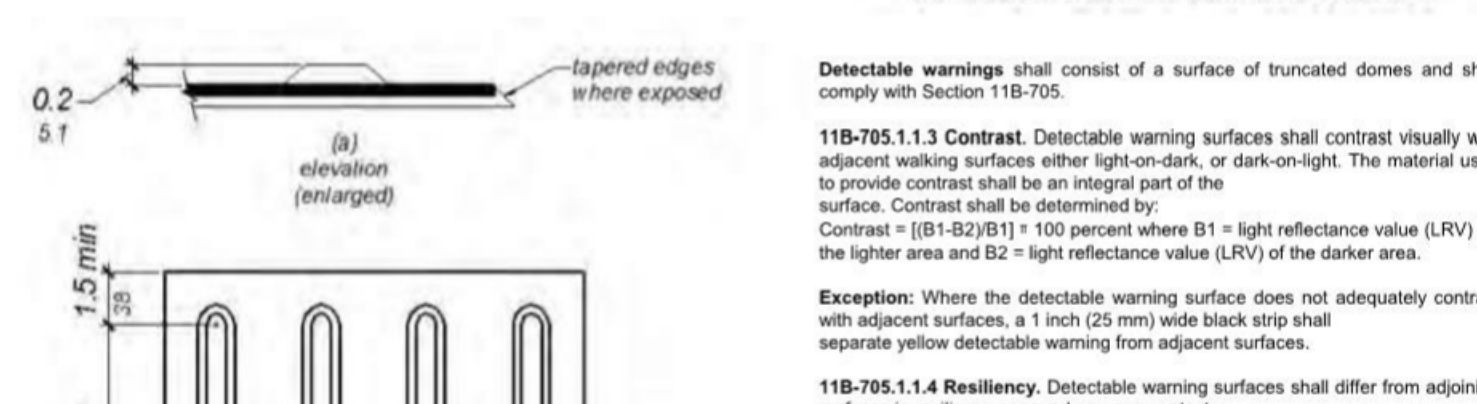 tapered edges
where exposed
0.2
5.1
(a)
elevation
(enlarged)
1.5 min
38
Detectable warnings shall consist of a surface of truncated domes and
comply with Section 11B-705.
11B-705.1.1.3 Contrast. Detectable warning surfaces shall contrast visually
adjacent walking surfaces either light-on-dark, or dark-on-light. The material
to provide contrast shall be an integral part of the
surface. Contrast shall be determined by:
Contrast = [(B1-B2)/B1] 100 percent where B1 = light reflectance value (LRV)
the lighter area and B2 = light reflectance value (LRV) of the darker area.
Exception: Where the detectable warning surface does not adequately
with adjacent surfaces, a 1 inch (25 mm) wide black strip shall
separate yellow detectable warning from adjacent surfaces.
11B-705.1.1.4 Resiliency. Detectable warning surfaces shall differ from